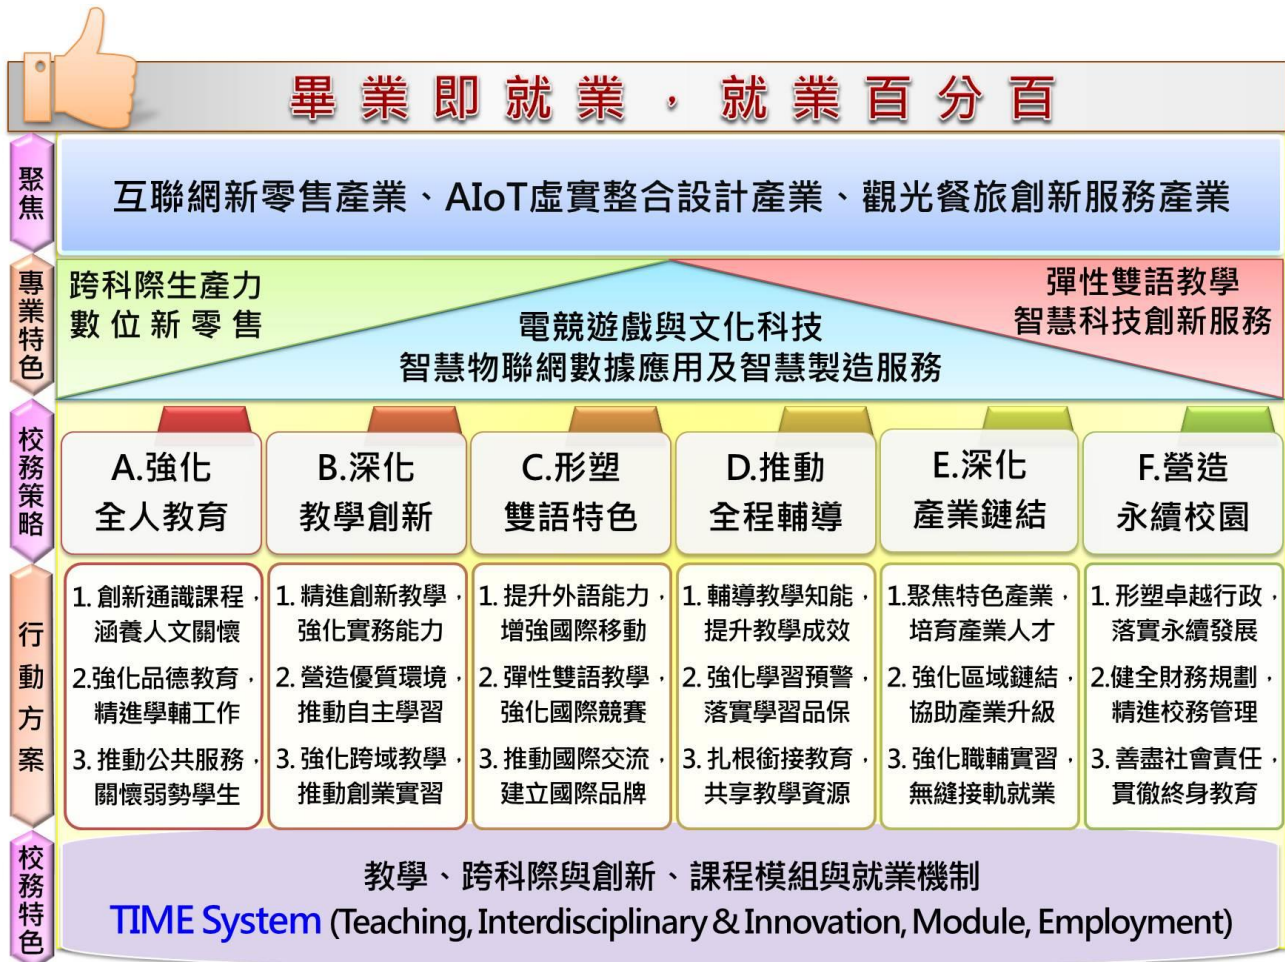 畢業即就業，就業百分百
聚焦
互聯網新零售產業、AIoT虛實整合設計產業、觀光餐旅創新服務產業
專業特色
跨科際生產力
數位新零售
電競遊戲與文化科技
智慧物聯網數據應用及智慧製造服務
彈性雙語教學
智慧科技創新服務
校務策略
A.強化
全人教育
B.深化
教學創新
C.形塑
雙語特色
D.推動
全程輔導
E.深化
產業鏈結
F.營造
永續校園
行動方案
1. 創新通識課程，
涵養人文關懷
2.強化品德教育，
精進學輔工作
3. 推動公共服務，
關懷弱勢學生
1. 精進創新教學，
強化實務能力
2. 營造優質環境，
推動自主學習
3. 強化跨域教學，
推動創業實習
1. 提升外語能力，
增強國際移動
2. 彈性雙語教學，
強化國際競賽
3. 推動國際交流，
建立國際品牌
1. 輔導教學知能，
提升教學成效
2. 強化學習預警，
落實學習品保
3. 扎根銜接教育，
共享教學資源
1.聚焦特色產業，
培育產業人才
2. 強化區域鏈結，
協助產業升級
3. 強化職輔實習，
無縫接軌就業
1. 形塑卓越行政，
落實永續發展
2.健全財務規劃，
精進校務管理
3. 善盡社會責任，
貫徹終身教育
校務特色
教學、跨科際與創新、課程模組與就業機制
TIME System (Teaching, Interdisciplinary & Innovation, Module, Employment)